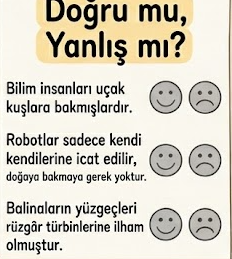 Doğru mu,
Yanlış mı?
Bilim insanları uçak
kuşlara bakmışlardır.
Robotlar sadece kendi
kendilerine icat edilir,
doğaya bakmaya gerek yoktur.
Balinaların yüzgeçleri
rüzgâr türbinlerine ilham
olmuştur.